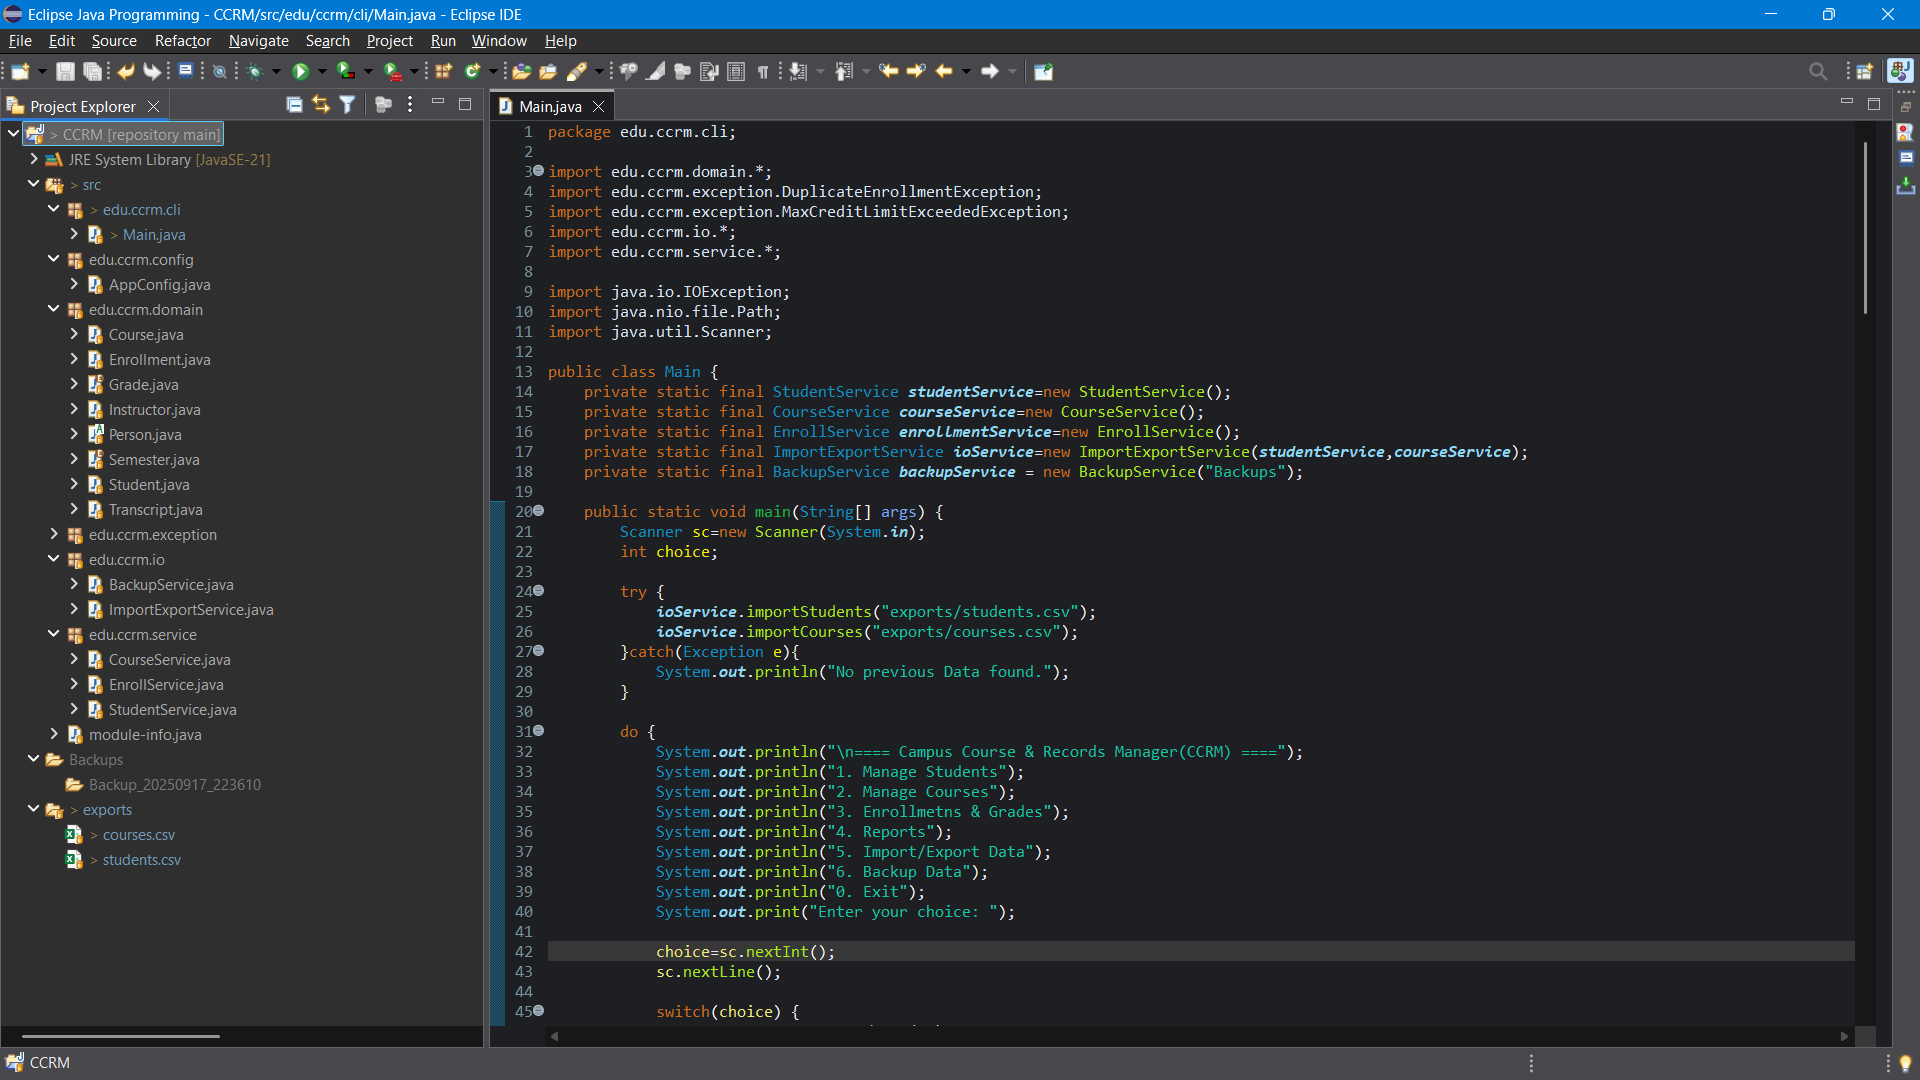 Eclipse Java Programming - CCRM/src/edu/ccrm/cli/Main.java - Eclipse IDE
File Edit Source Refactor Navigate Search Project Run Window Help
Project Explorer
> CCRM [repository main]
JRE System Library [JavaSE-21]
> src
> edu.ccrm.cli
> Main.java
edu.ccrm.config
AppConfig.java
edu.ccrm.domain
Course.java
Enrollment.java
Grade.java
Instructor.java
Person.java
Semester.java
Student.java
Transcript.java
edu.ccrm.exception
edu.ccrm.io
BackupService.java
ImportExportService.java
edu.ccrm.service
CourseService.java
EnrollService.java
StudentService.java
module-info.java
Backups
Backup_20250917_223610
> exports
> courses.csv
> students.csv
Main.java
1 package edu.ccrm.cli;
2
3 import edu.ccrm.domain.*;
4 import edu.ccrm.exception.DuplicateEnrollmentException;
5 import edu.ccrm.exception.MaxCreditLimitExceededException;
6 import edu.ccrm.io.*;
7 import edu.ccrm.service.*;
8
9 import java.io.IOException;
10 import java.nio.file.Path;
11 import java.util.Scanner;
12
13 public class Main {
14 private static final StudentService studentService=new StudentService();
15 private static final CourseService courseService=new CourseService();
16 private static final EnrollService enrollmentService=new EnrollService();
17 private static final ImportExportService ioService=new ImportExportService(studentService,courseService);
18 private static final BackupService backupService = new BackupService("Backups");
19
20 public static void main(String[] args) {
21 Scanner sc=new Scanner(System.in);
22 int choice;
23
24 try {
25 ioService.importStudents("exports/students.csv");
26 ioService.importCourses("exports/courses.csv");
27 }catch(Exception e){
28 System.out.println("No previous Data found.");
29 }
30
31 do {
32 System.out.println("\n==== Campus Course & Records Manager(CCRM) ====");
33 System.out.println("1. Manage Students");
34 System.out.println("2. Manage Courses");
35 System.out.println("3. Enrollmetns & Grades");
36 System.out.println("4. Reports");
37 System.out.println("5. Import/Export Data");
38 System.out.println("6. Backup Data");
39 System.out.println("0. Exit");
40 System.out.print("Enter your choice: ");
41
42 choice=sc.nextInt();
43 sc.nextLine();
44
45 switch(choice) {
CCRM